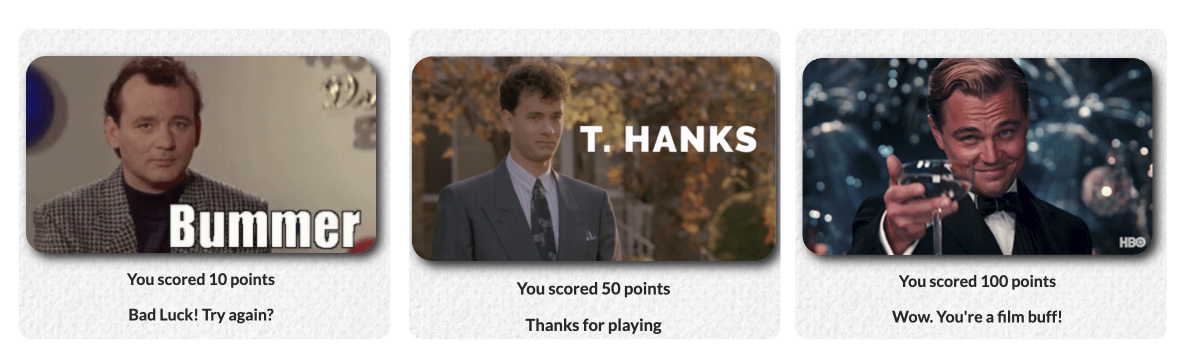 Bummer
You scored 10 points
Bad Luck! Try again?
T. HANKS
You scored 50 points
Thanks for playing
HBO
You scored 100 points
Wow. You're a film buff!